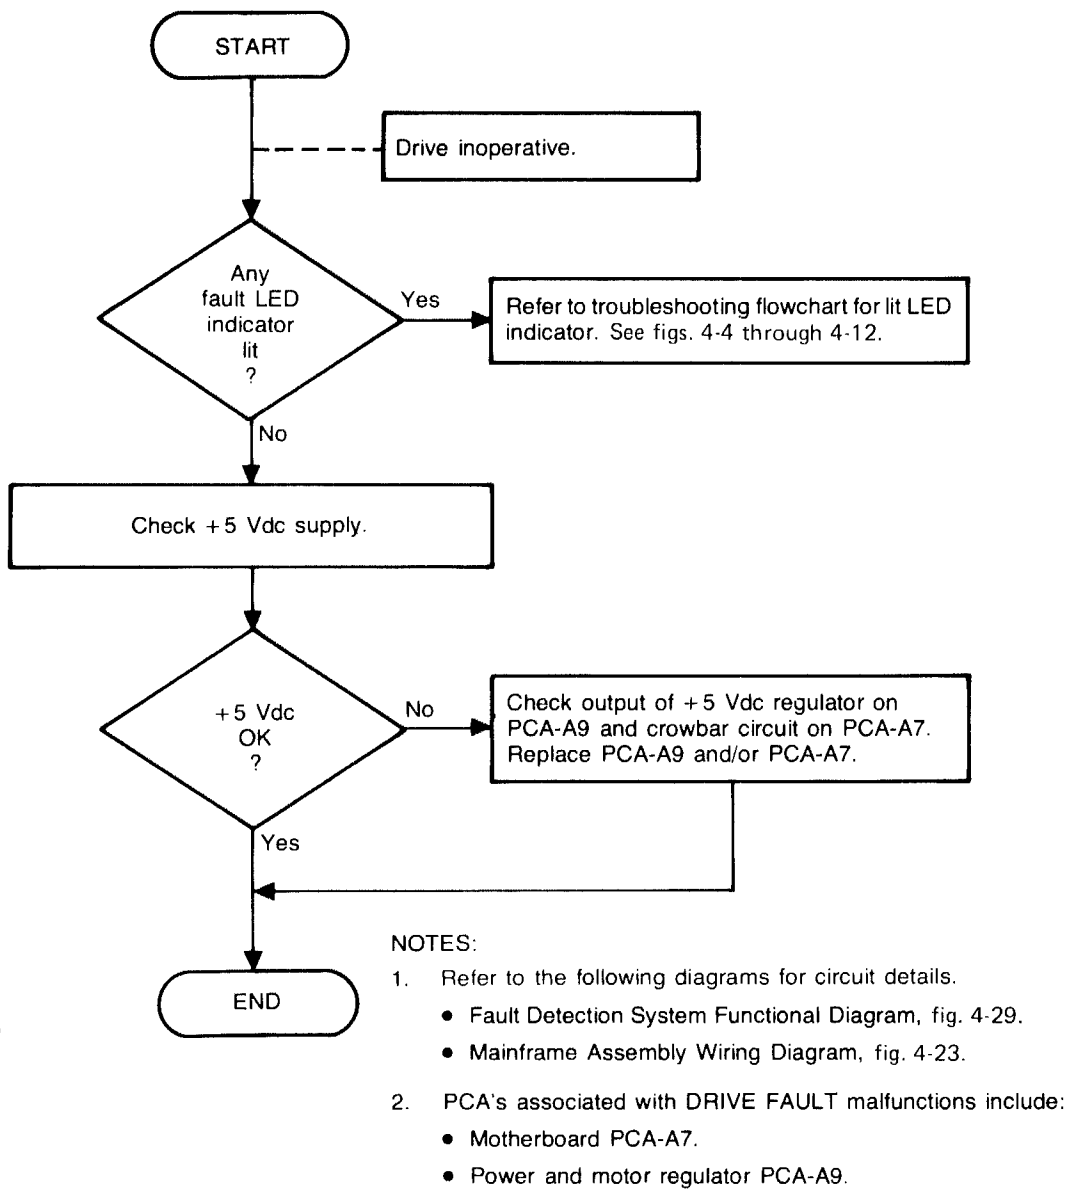 START
Drive inoperative.
Any
fault LED
indicator
lit
?
Yes
Refer to troubleshooting flowchart for lit LED
indicator. See figs. 4-4 through 4-12.
No
Check +5 Vdc supply.
+5 Vdc
OK
?
No
Check output of +5 Vdc regulator on
PCA-A9 and crowbar circuit on PCA-A7.
Replace PCA-A9 and/or PCA-A7.
Yes
END
NOTES:
1. Refer to the following diagrams for circuit details.
● Fault Detection System Functional Diagram, fig. 4-29.
● Mainframe Assembly Wiring Diagram, fig. 4-23.
2. PCA's associated with DRIVE FAULT malfunctions include:
● Motherboard PCA-A7.
● Power and motor regulator PCA-A9.